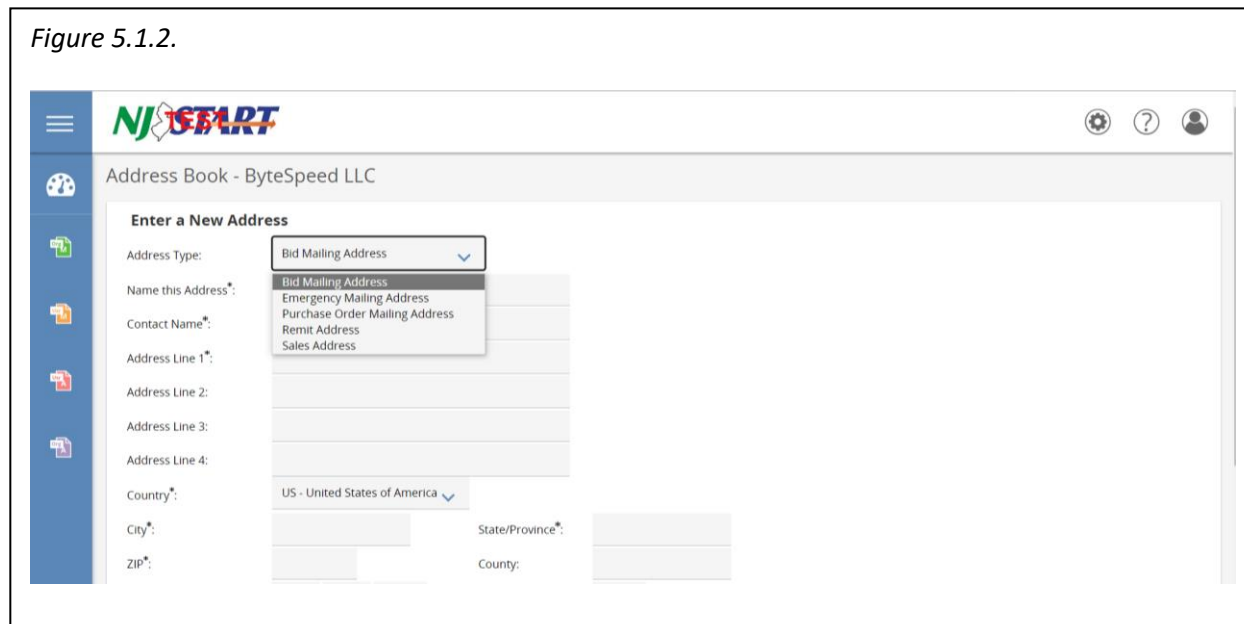 Figure 5.1.2.
NJ START
TEST
?
Address Book - ByteSpeed LLC
Enter a New Address
Address Type: Bid Mailing Address
Bid Mailing Address
Name this Address*:
Emergency Mailing Address
Purchase Order Mailing Address
Contact Name*:
Remit Address
Sales Address
Address Line 1*:
Address Line 2:
Address Line 3:
Address Line 4:
Country*: US - United States of America
City*: State/Province*:
ZIP*: County: